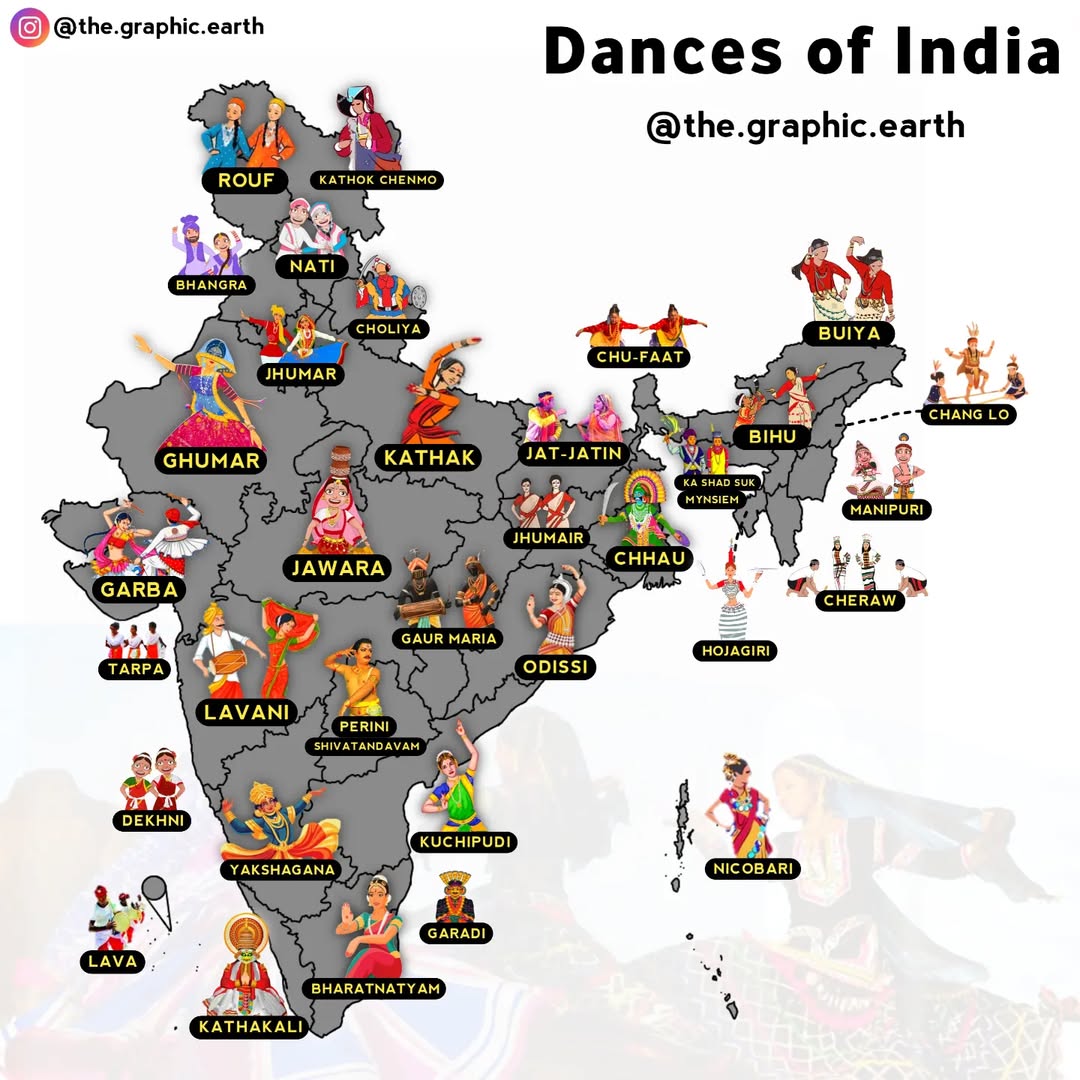 @the.graphic.earth
Dances of India
@the.graphic.earth
ROUF
KATHOK CHENMO
NATI
BHANGRA
CHOLIYA
BUIYA
CHU-FAAT
JHUMAR
CHANG LO
GHUMAR
KATHAK
JAT-JATIN
BIHU
KA SHAD SUK
MYNSIEM
MANIPURI
JHUMAIR
CHHAU
JAWARA
GARBA
CHERAW
GAUR MARIA
HOJAGIRI
TARPA
ODISSI
LAVANI
PERINI
SHIVATANDAVAM
DEKHNI
KUCHIPUDI
YAKSHAGANA
NICOBARI
GARADI
LAVA
BHARATNATYAM
KATHAKALI